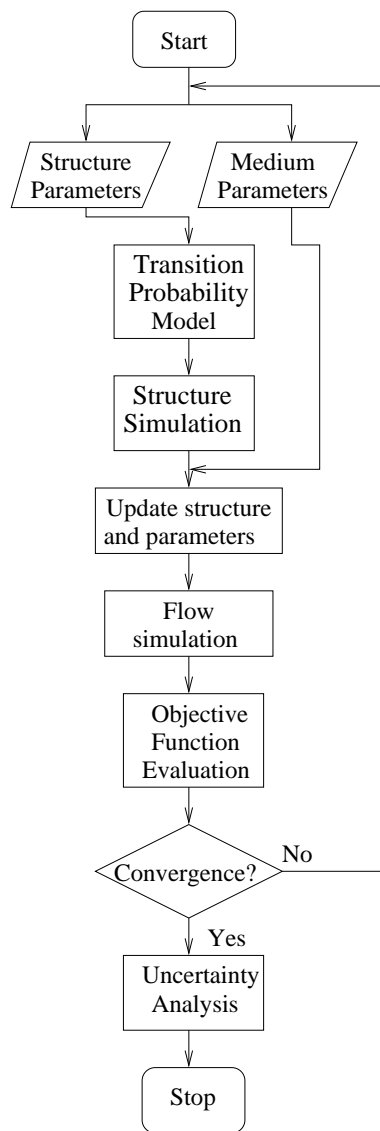 Start
Structure
Parameters
Medium
Parameters
Transition
Probability
Model
Structure
Simulation
Update structure
and parameters
Flow
simulation
Objective
Function
Evaluation
Convergence?
No
Yes
Uncertainty
Analysis
Stop